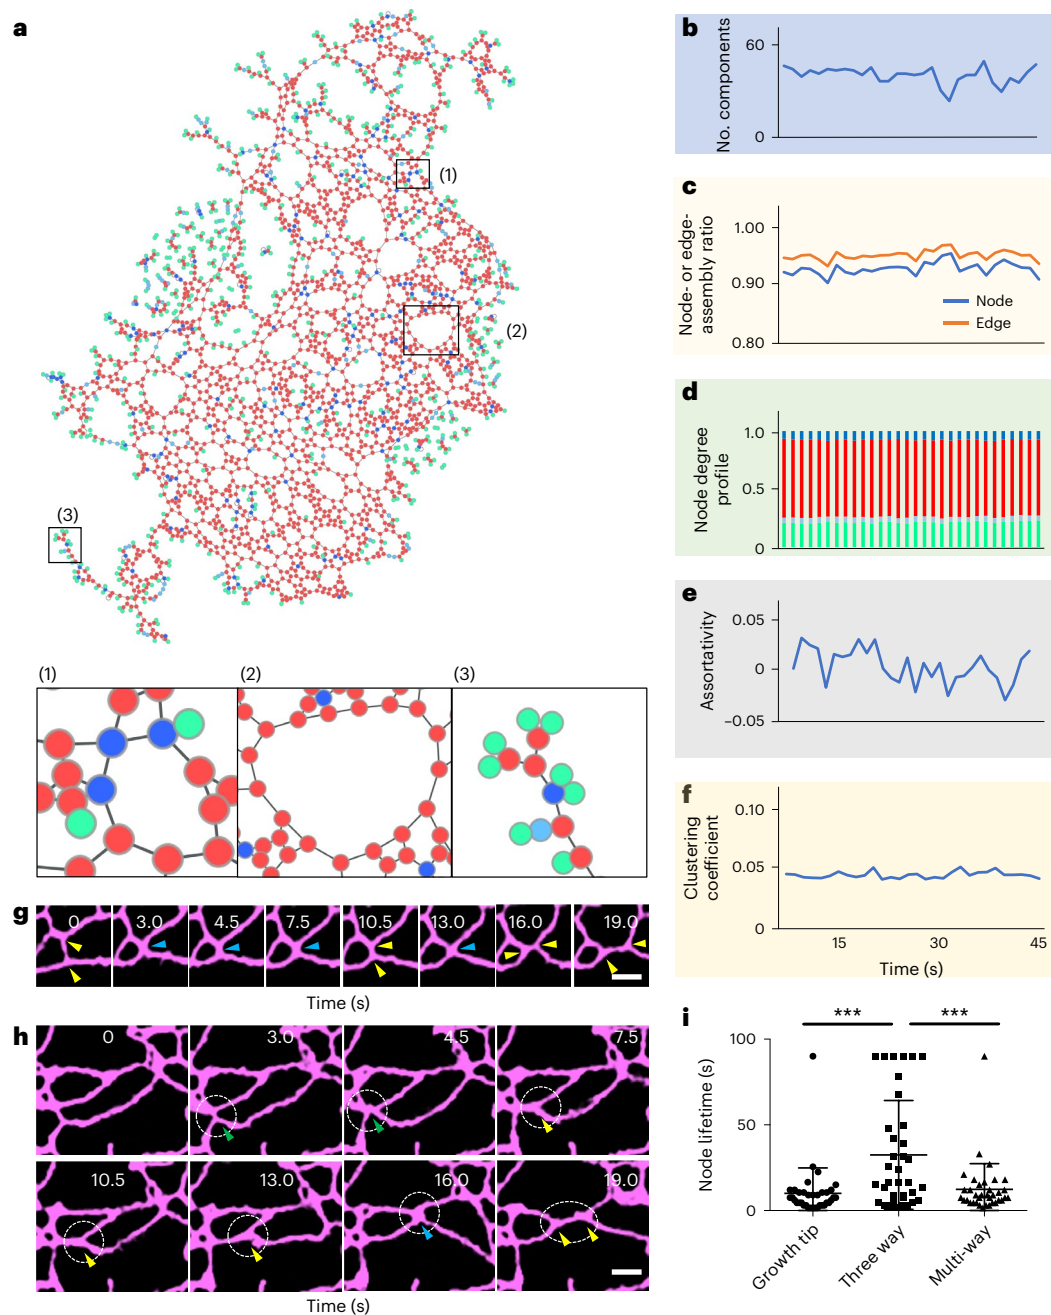 a
(1)
(2)
(3)
(1)
(2)
(3)
b
No. components
60
0
c
Node- or edge-
assembly ratio
1.00
0.90
0.80
Node
Edge
d
Node degree
profile
1.0
0.5
0
e
Assortativity
0.05
0
–0.05
f
Clustering
coefficient
0.10
0.05
0
15
30
45
Time (s)
g
0
3.0
4.5
7.5
10.5
13.0
16.0
19.0
Time (s)
h
0
3.0
4.5
7.5
10.5
13.0
16.0
19.0
Time (s)
i
***
***
Node lifetime (s)
100
50
0
Growth tip
Three way
Multi-way